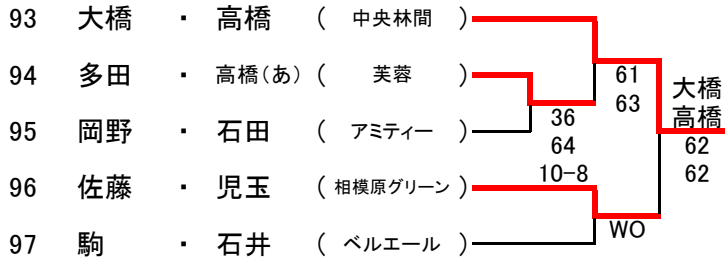 93 大橋 ・ 高橋 ( 中央林間 )
94 多田 ・ 高橋(あ) ( 芙蓉 )
95 岡野 ・ 石田 ( アミティー )
96 佐藤 ・ 児玉 ( 相模原グリーン )
97 駒 ・ 石井 ( ベルエール )
36
64
10-8
61
63
WO
大橋
高橋
62
62